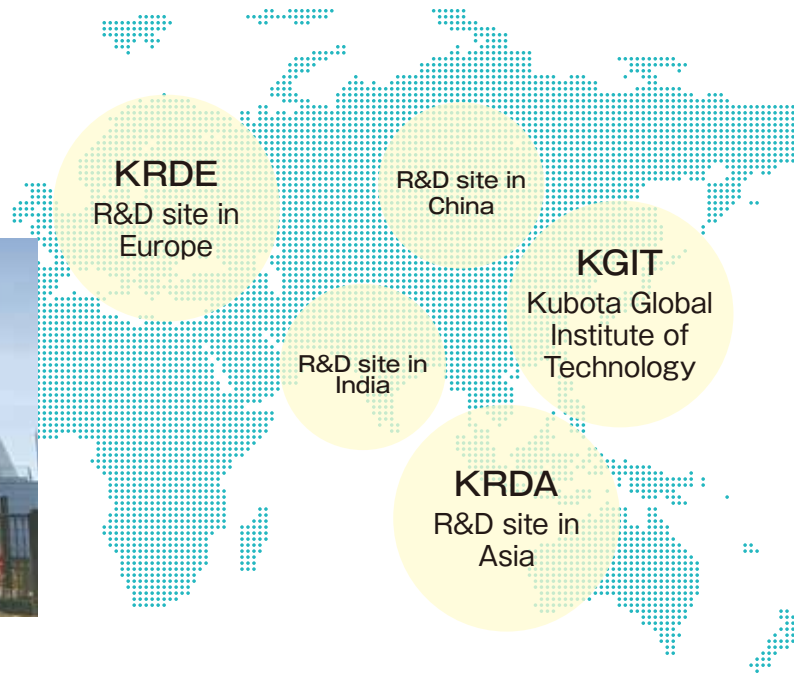 KRDE
R&D site in
Europe
R&D site in
China
KGIT
Kubota Global
Institute of
Technology
R&D site in
India
KRDA
R&D site in
Asia